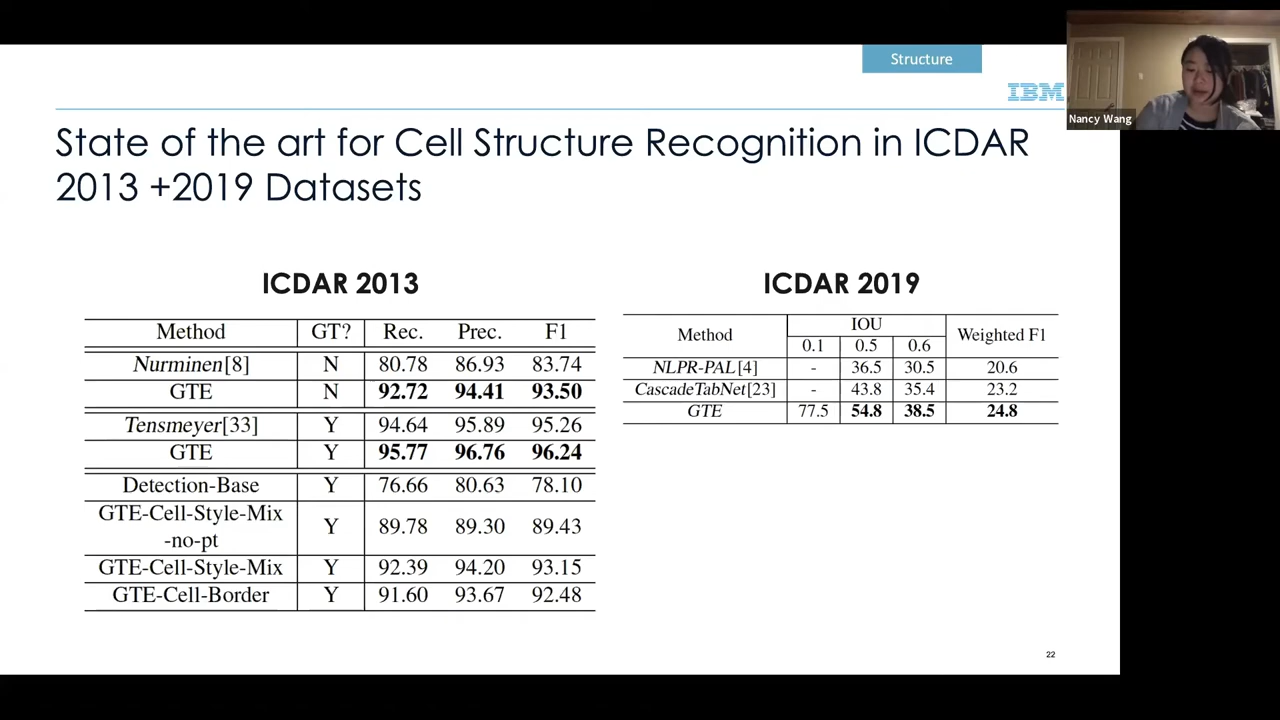 Structure
IBM
Nancy Wang
State of the art for Cell Structure Recognition in ICDAR
2013 +2019 Datasets
ICDAR 2013
Method GT? Rec. Prec. F1
Nurminen[8] N 80.78 86.93 83.74
GTE N 92.72 94.41 93.50
Tensmeyer[33] Y 94.64 95.89 95.26
GTE Y 95.77 96.76 96.24
Detection-Base Y 76.66 80.63 78.10
GTE-Cell-Style-Mix
-no-pt Y 89.78 89.30 89.43
GTE-Cell-Style-Mix Y 92.39 94.20 93.15
GTE-Cell-Border Y 91.60 93.67 92.48
ICDAR 2019
Method IOU Weighted F1
0.1 0.5 0.6
NLPR-PAL[4] - 36.5 30.5 20.6
CascadeTabNet[23] - 43.8 35.4 23.2
GTE 77.5 54.8 38.5 24.8
22